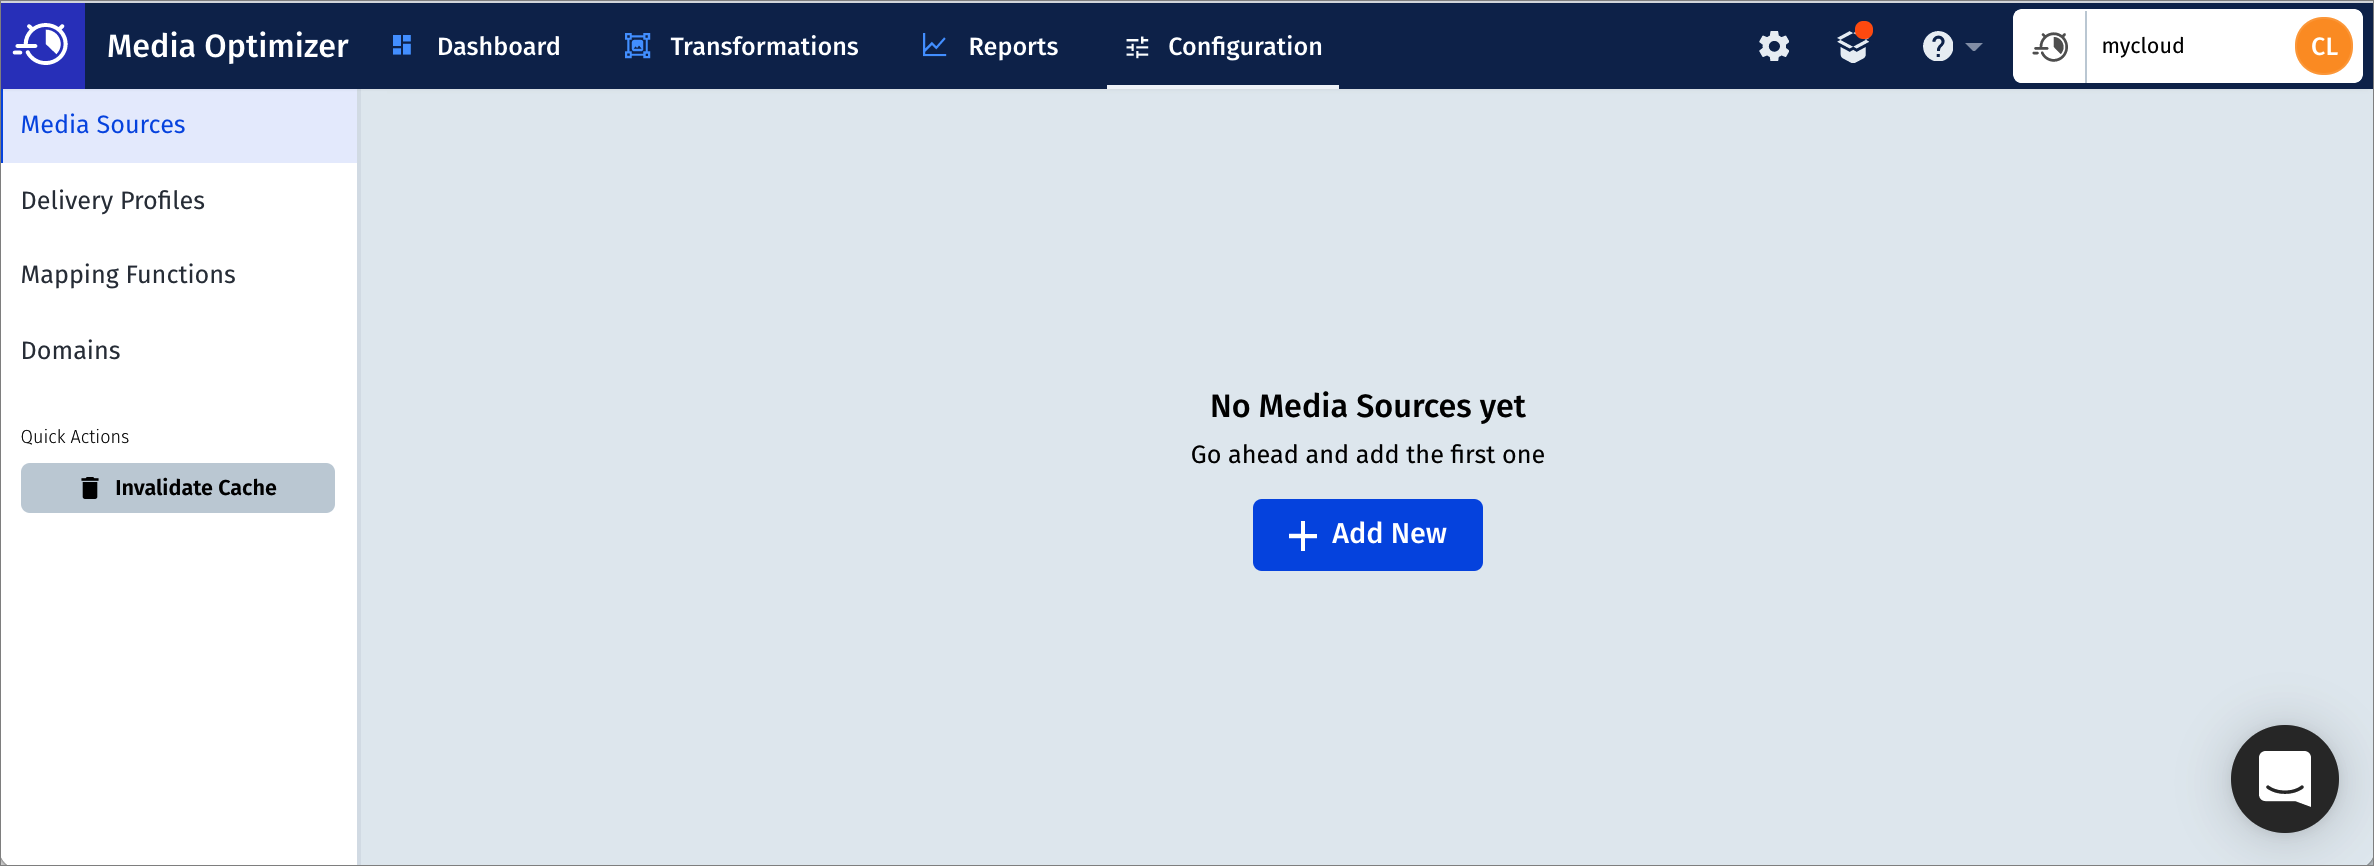 Media Optimizer
Dashboard
Transformations
Reports
Configuration
mycloud
CL
Media Sources
Delivery Profiles
Mapping Functions
Domains
Quick Actions
Invalidate Cache
No Media Sources yet
Go ahead and add the first one
Add New